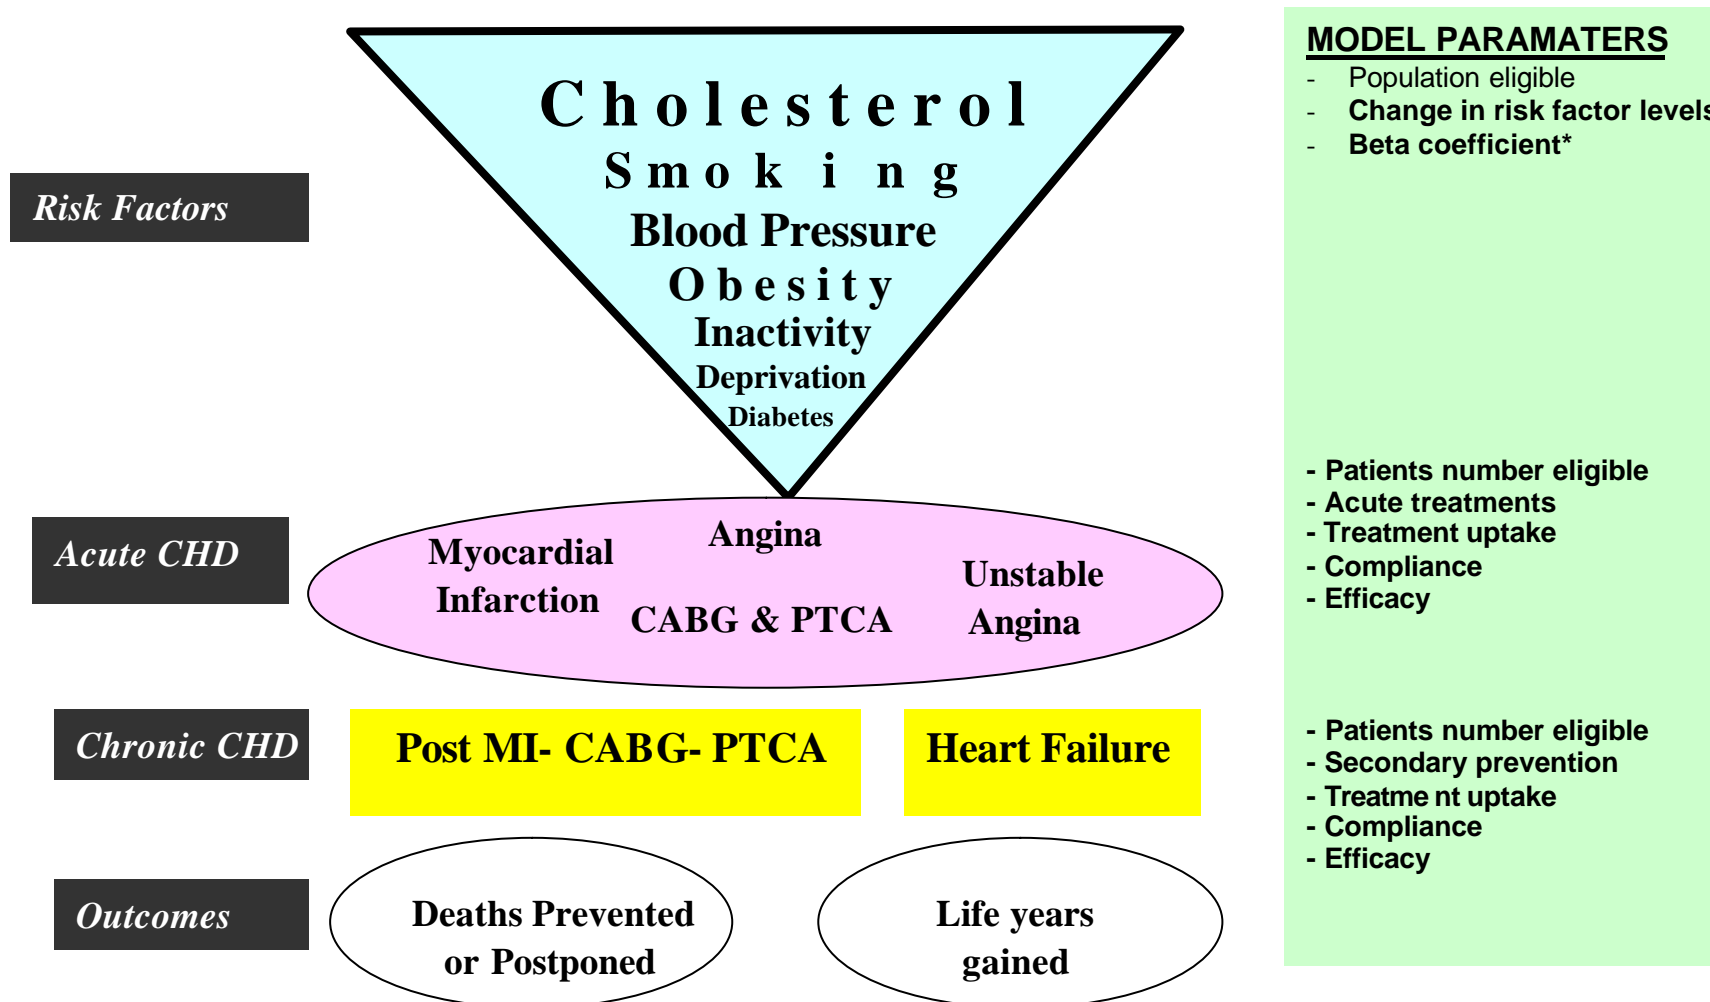 MODEL PARAMATERS
- Population eligible
- Change in risk factor levels
- Beta coefficient*
Risk Factors
Cholesterol
Smoking
Blood Pressure
Obesity
Inactivity
Deprivation
Diabetes
Acute CHD
Myocardial
Infarction
Angina
CABG & PTCA
Unstable
Angina
- Patients number eligible
- Acute treatments
- Treatment uptake
- Compliance
- Efficacy
Chronic CHD
Post MI- CABG- PTCA
Heart Failure
- Patients number eligible
- Secondary prevention
- Treatme nt uptake
- Compliance
- Efficacy
Outcomes
Deaths Prevented
or Postponed
Life years
gained